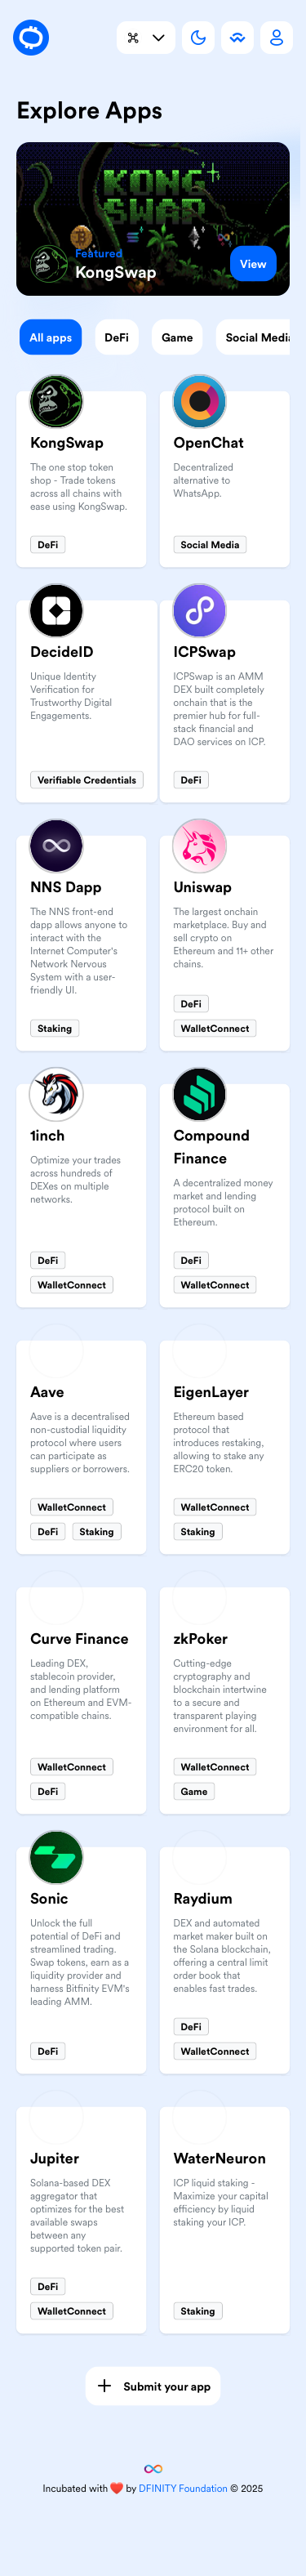 Explore Apps
KONG
SWAP
Featured
KongSwap
View
All apps
DeFi
Game
Social Media
KongSwap
The one stop token
shop - Trade tokens
across all chains with
ease using KongSwap.
DeFi
OpenChat
Decentralized
alternative to
WhatsApp.
Social Media
DecideID
Unique Identity
Verification for
Trustworthy Digital
Engagements.
Verifiable Credentials
ICPSwap
ICPSwap is an AMM
DEX built completely
onchain that is the
premier hub for full-
stack financial and
DAO services on ICP.
DeFi
NNS Dapp
The NNS front-end
dapp allows anyone to
interact with the
Internet Computer's
Network Nervous
System with a user-
friendly UI.
Staking
Uniswap
The largest onchain
marketplace. Buy and
sell crypto on
Ethereum and 11+ other
chains.
DeFi
WalletConnect
1inch
Optimize your trades
across hundreds of
DEXes on multiple
networks.
DeFi
WalletConnect
Compound
Finance
A decentralized money
market and lending
protocol built on
Ethereum.
DeFi
WalletConnect
Aave
Aave is a decentralised
non-custodial liquidity
protocol where users
can participate as
suppliers or borrowers.
WalletConnect
DeFi Staking
EigenLayer
Ethereum based
protocol that
introduces restaking,
allowing to stake any
ERC20 token.
WalletConnect
Staking
Curve Finance
Leading DEX,
stablecoin provider,
and lending platform
on Ethereum and EVM-
compatible chains.
WalletConnect
DeFi
zkPoker
Cutting-edge
cryptography and
blockchain intertwine
to a secure and
transparent playing
environment for all.
WalletConnect
Game
Sonic
Unlock the full
potential of DeFi and
streamlined trading.
Swap tokens, earn as a
liquidity provider and
harness Bitfinity EVM's
leading AMM.
DeFi
Raydium
DEX and automated
market maker built on
the Solana blockchain,
offering a central limit
order book that
enables fast trades.
DeFi
WalletConnect
Jupiter
Solana-based DEX
aggregator that
optimizes for the best
available swaps
between any
supported token pair.
DeFi
WalletConnect
WaterNeuron
ICP liquid staking -
Maximize your capital
efficiency by liquid
staking your ICP.
Staking
Submit your app
Incubated with ❤️ by DFINITY Foundation © 2025